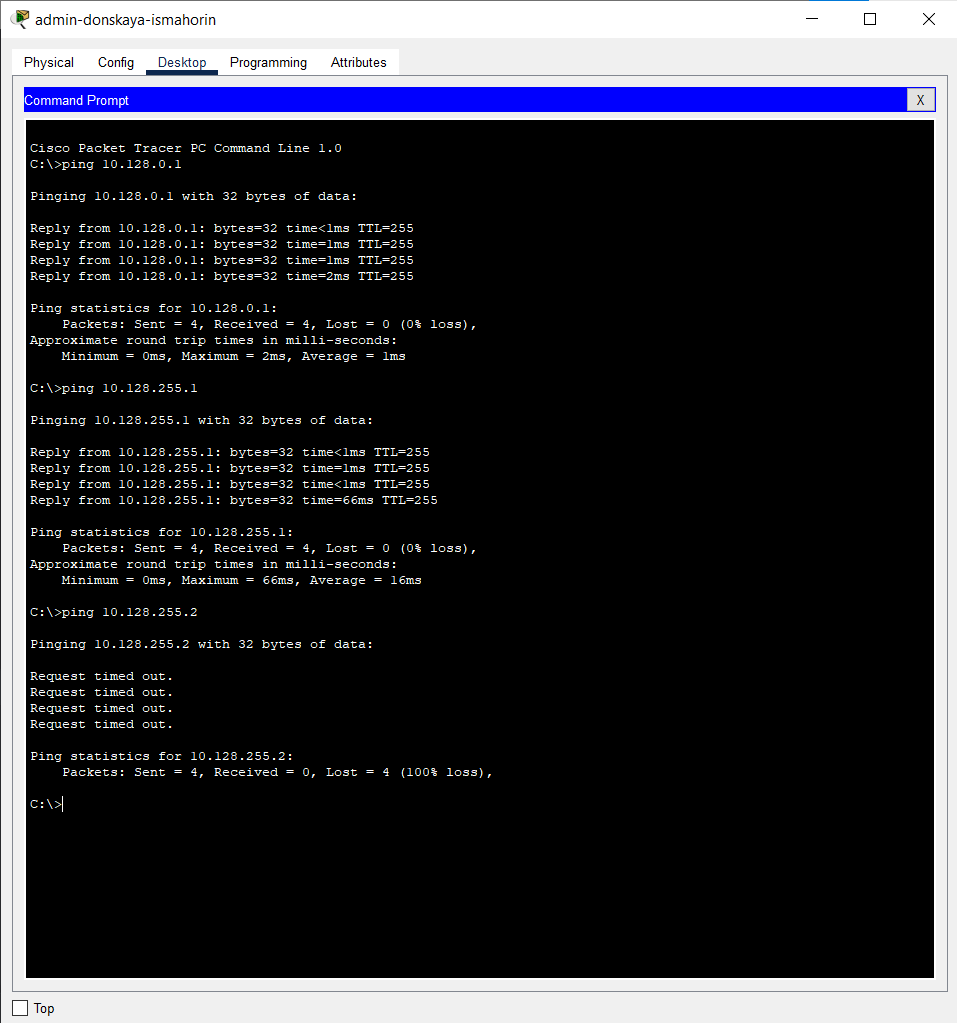 admin-donskaya-ismahorin
Physical Config Desktop Programming Attributes
Command Prompt X
Cisco Packet Tracer PC Command Line 1.0
C:\>ping 10.128.0.1
Pinging 10.128.0.1 with 32 bytes of data:
Reply from 10.128.0.1: bytes=32 time<1ms TTL=255
Reply from 10.128.0.1: bytes=32 time=1ms TTL=255
Reply from 10.128.0.1: bytes=32 time=1ms TTL=255
Reply from 10.128.0.1: bytes=32 time=2ms TTL=255
Ping statistics for 10.128.0.1:
Packets: Sent = 4, Received = 4, Lost = 0 (0% loss),
Approximate round trip times in milli-seconds:
Minimum = 0ms, Maximum = 2ms, Average = 1ms
C:\>ping 10.128.255.1
Pinging 10.128.255.1 with 32 bytes of data:
Reply from 10.128.255.1: bytes=32 time<1ms TTL=255
Reply from 10.128.255.1: bytes=32 time=1ms TTL=255
Reply from 10.128.255.1: bytes=32 time<1ms TTL=255
Reply from 10.128.255.1: bytes=32 time=66ms TTL=255
Ping statistics for 10.128.255.1:
Packets: Sent = 4, Received = 4, Lost = 0 (0% loss),
Approximate round trip times in milli-seconds:
Minimum = 0ms, Maximum = 66ms, Average = 16ms
C:\>ping 10.128.255.2
Pinging 10.128.255.2 with 32 bytes of data:
Request timed out.
Request timed out.
Request timed out.
Request timed out.
Ping statistics for 10.128.255.2:
Packets: Sent = 4, Received = 0, Lost = 4 (100% loss),
C:\>
Top